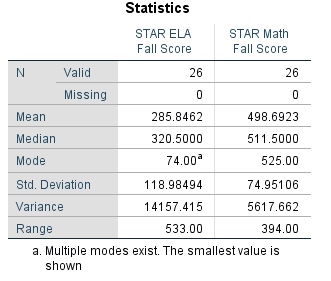 Statistics
STAR ELA Fall Score STAR Math Fall Score
N Valid 26 26
Missing 0 0
Mean 285.8462 498.6923
Median 320.5000 511.5000
Mode 74.00a 525.00
Std. Deviation 118.98494 74.95106
Variance 14157.415 5617.662
Range 533.00 394.00
a. Multiple modes exist. The smallest value is
shown